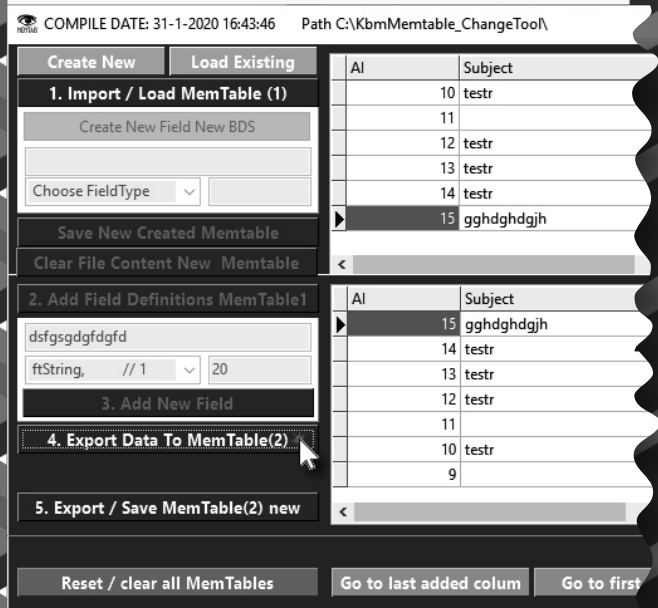 COMPILE DATE: 31-1-2020 16:43:46 Path C:\KbmMemtable_ChangeTool\
MEMTAB
Create New Load Existing
1. Import / Load MemTable (1)
Create New Field New BDS
Choose FieldType
Save New Created Memtable
Clear File Content New Memtable
AI Subject
10 testr
11
12 testr
13 testr
14 testr
15 gghdghdgjh
2. Add Field Definitions MemTable1
dsfgsgdgfdgfd
ftString, // 1 20
3. Add New Field
4. Export Data To MemTable(2)
5. Export / Save MemTable(2) new
AI Subject
15 gghdghdgjh
14 testr
13 testr
12 testr
11
10 testr
9
Reset / clear all MemTables Go to last added colum Go to first